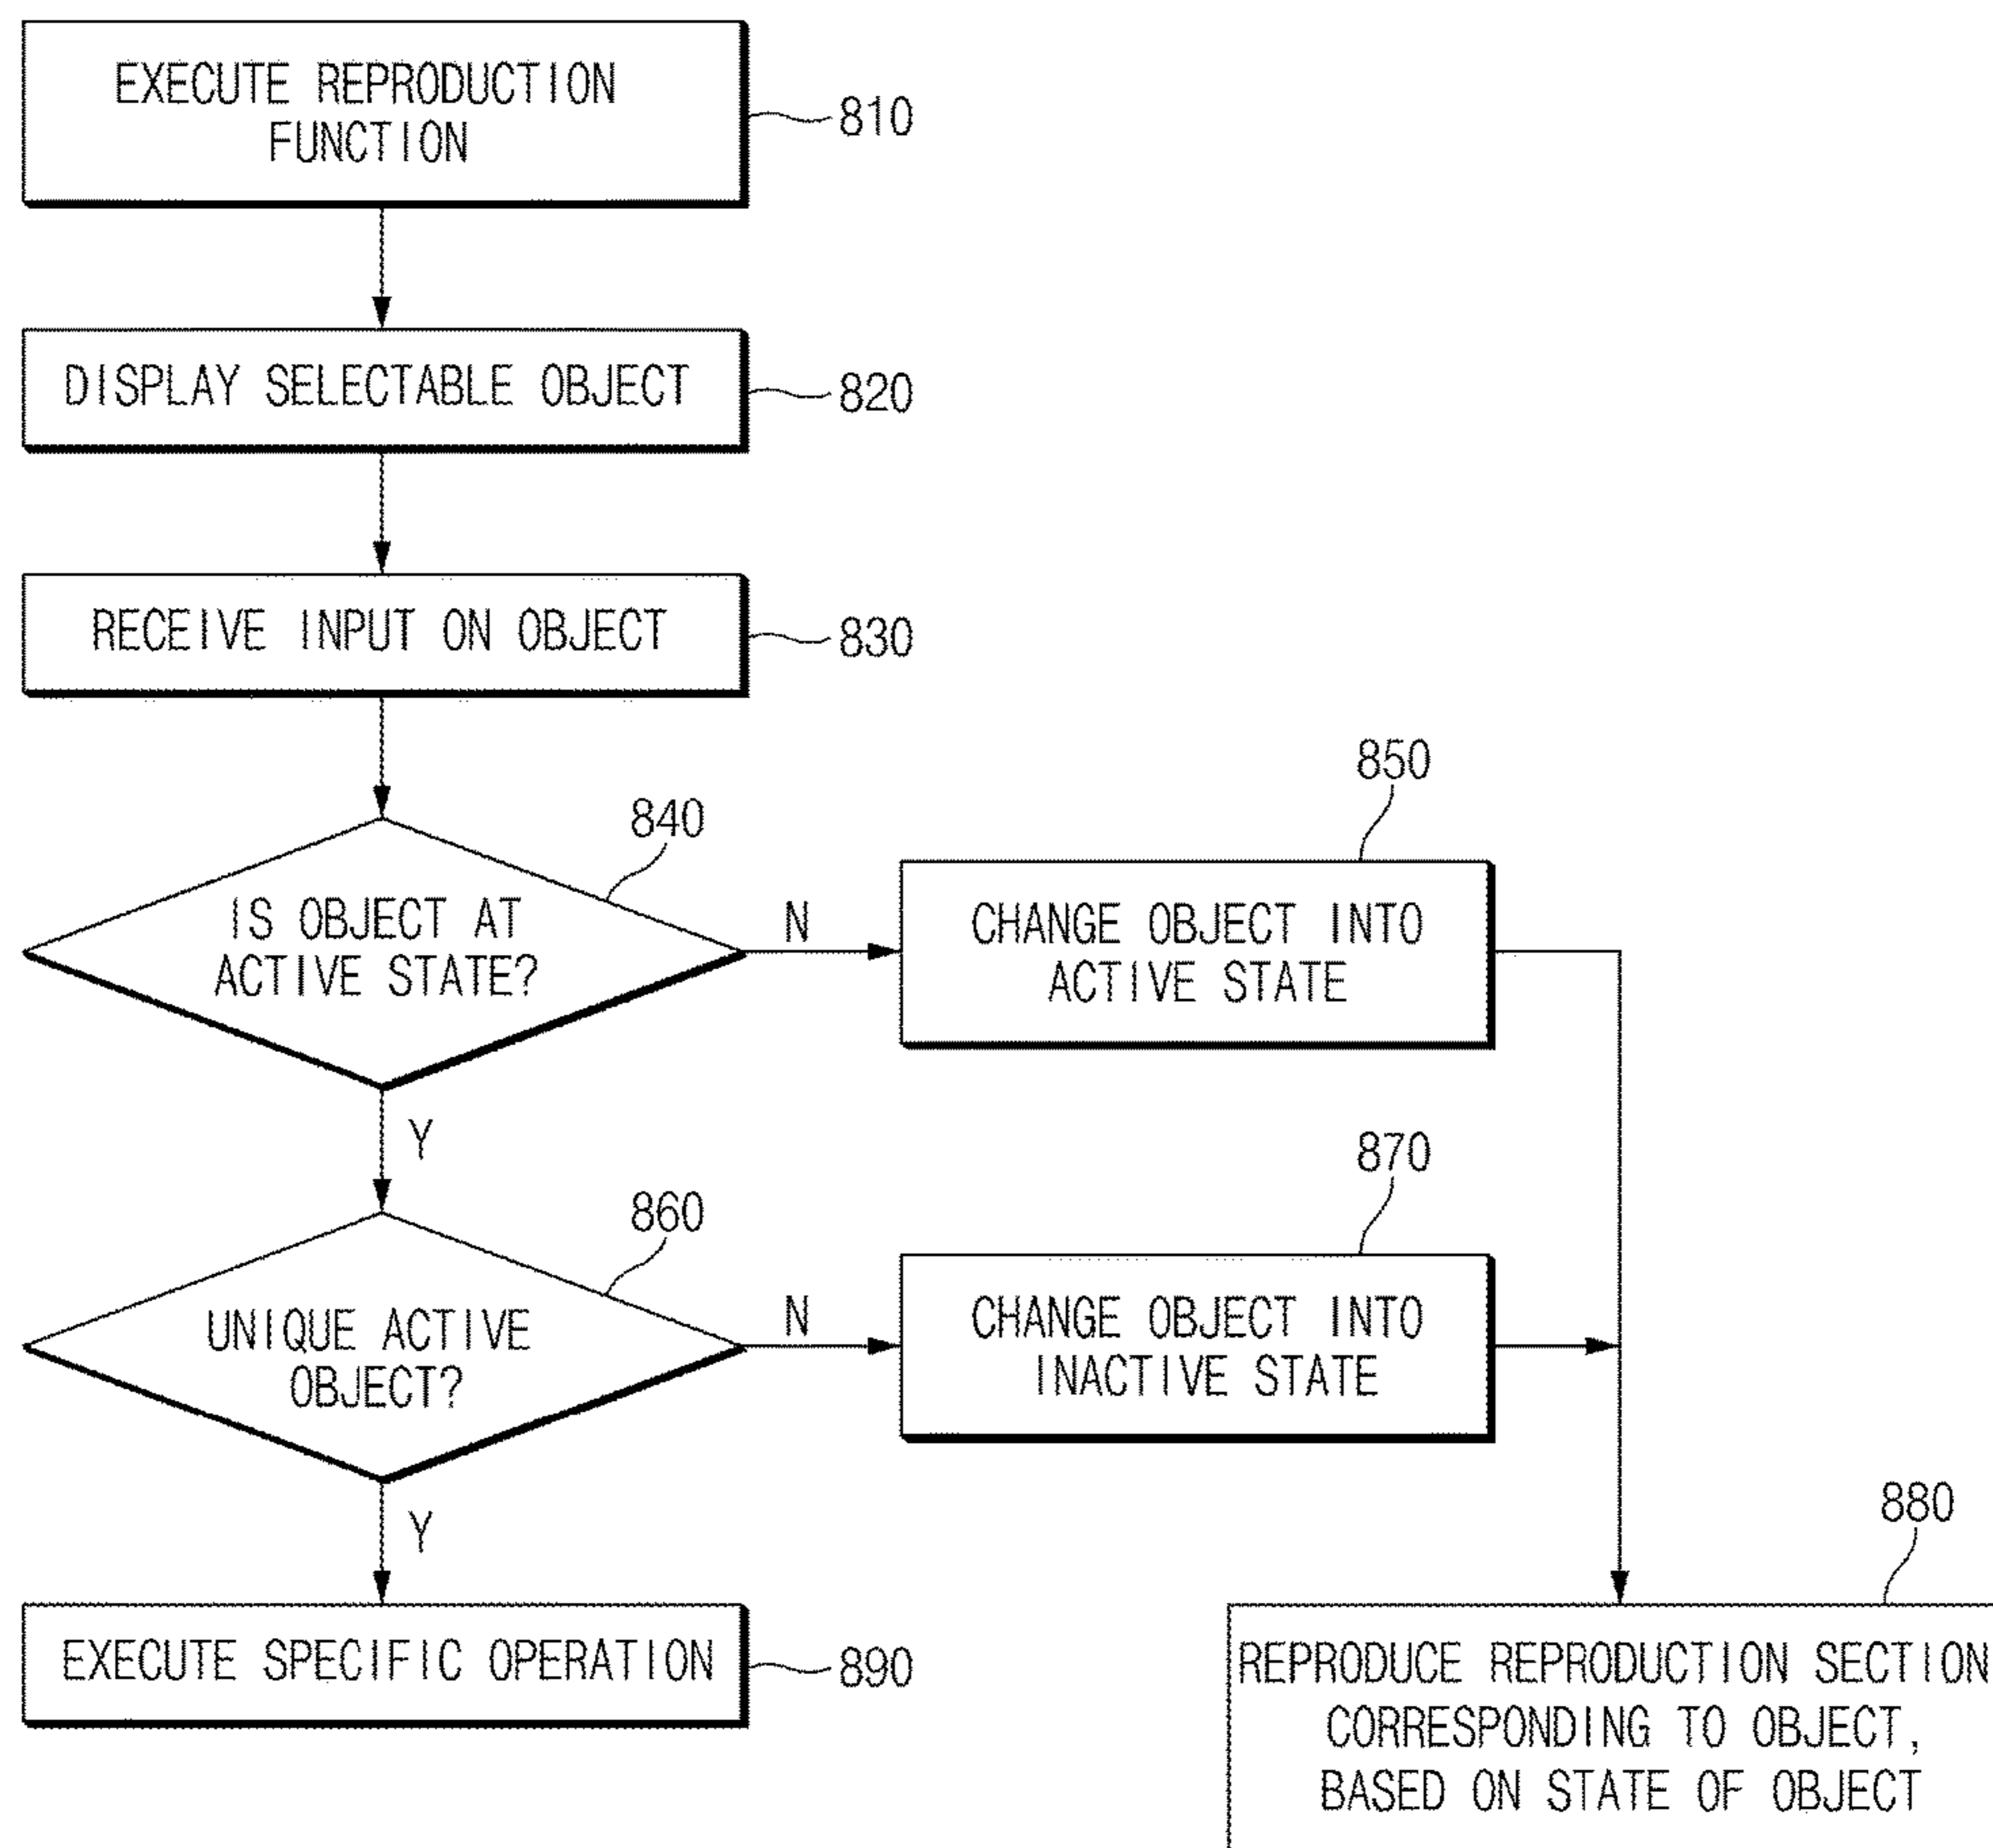 EXECUTE REPRODUCTION
FUNCTION
810
DISPLAY SELECTABLE OBJECT
820
RECEIVE INPUT ON OBJECT
830
840
IS OBJECT AT
ACTIVE STATE?
N
Y
850
CHANGE OBJECT INTO
ACTIVE STATE
860
UNIQUE ACTIVE
OBJECT?
N
Y
870
CHANGE OBJECT INTO
INACTIVE STATE
880
REPRODUCE REPRODUCTION SECTION
CORRESPONDING TO OBJECT,
BASED ON STATE OF OBJECT
EXECUTE SPECIFIC OPERATION
890